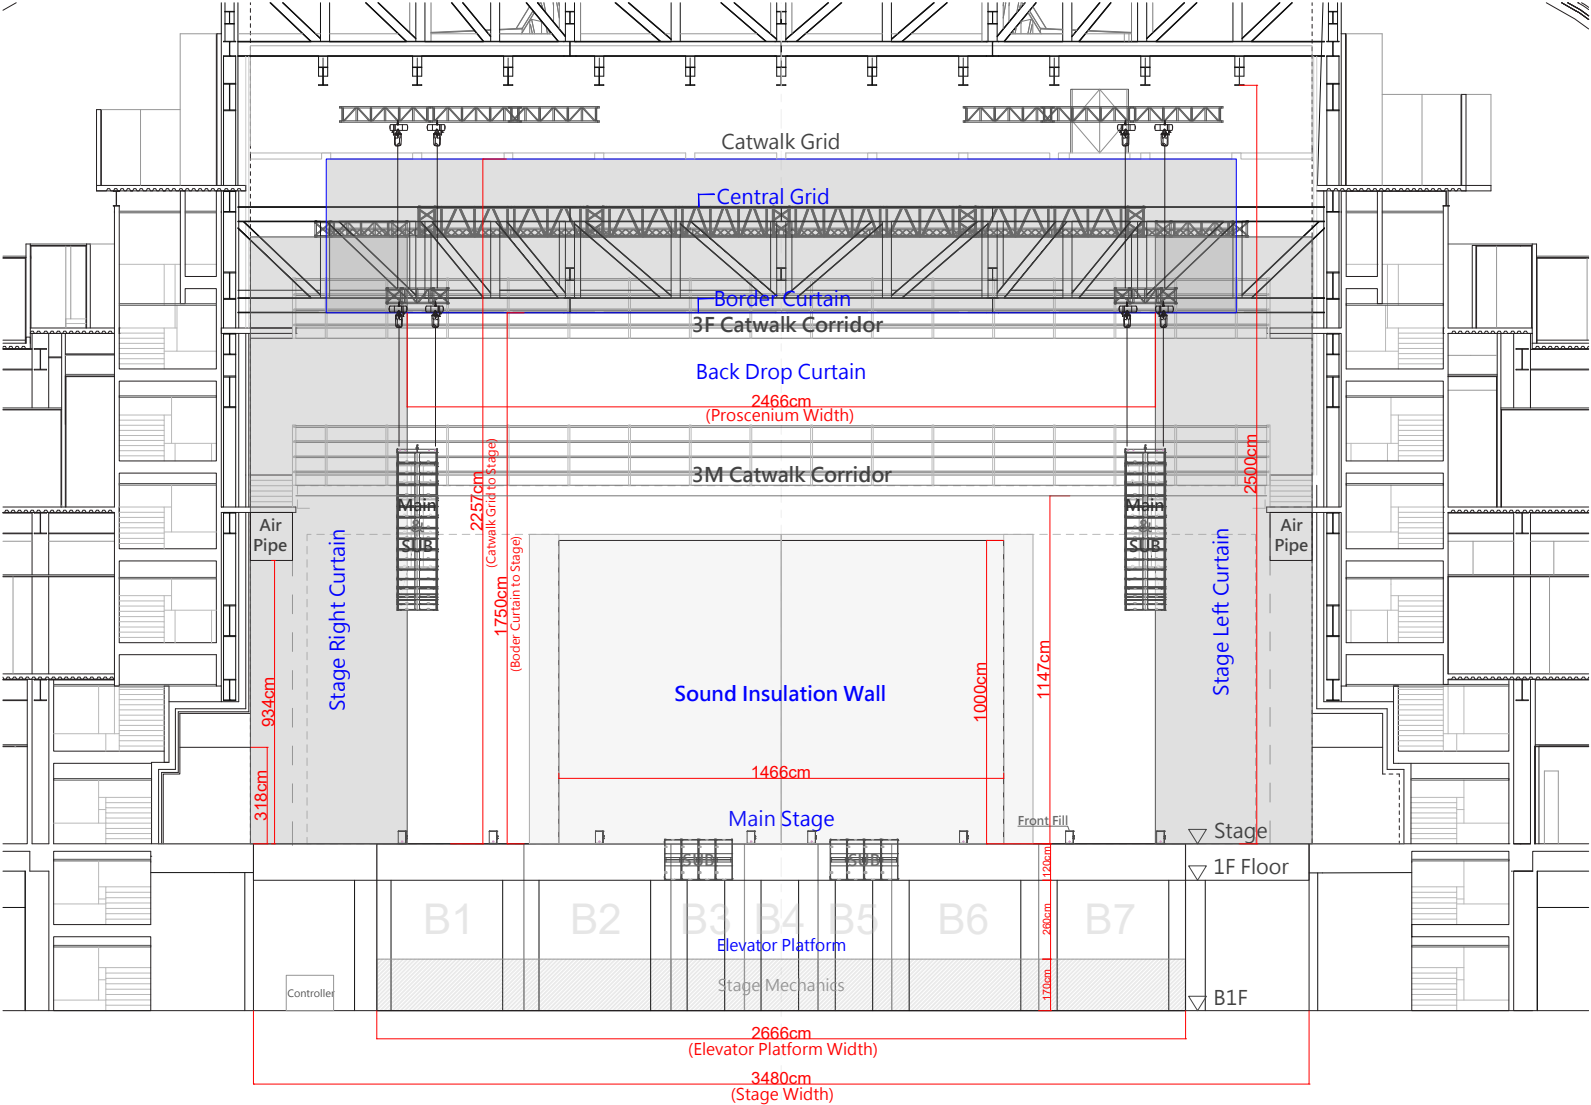 Catwalk Grid
Central Grid
Border Curtain
3F Catwalk Corridor
Back Drop Curtain
2466cm
(Proscenium Width)
3M Catwalk Corridor
2257cm
(Catwalk Grid to Stage)
1750cm
(Boder Curtain to Stage)
2500cm
Main
&
SUB
Main
&
SUB
Air
Pipe
Air
Pipe
Stage Right Curtain
Stage Left Curtain
934cm
318cm
Sound Insulation Wall
1000cm
1147cm
1466cm
Main Stage
Front Fill
Stage
SUB
SUB
120cm
1F Floor
B1
B2
B3
B4
B5
B6
B7
260cm
Elevator Platform
Stage Mechanics
170cm
Controller
B1F
2666cm
(Elevator Platform Width)
3480cm
(Stage Width)